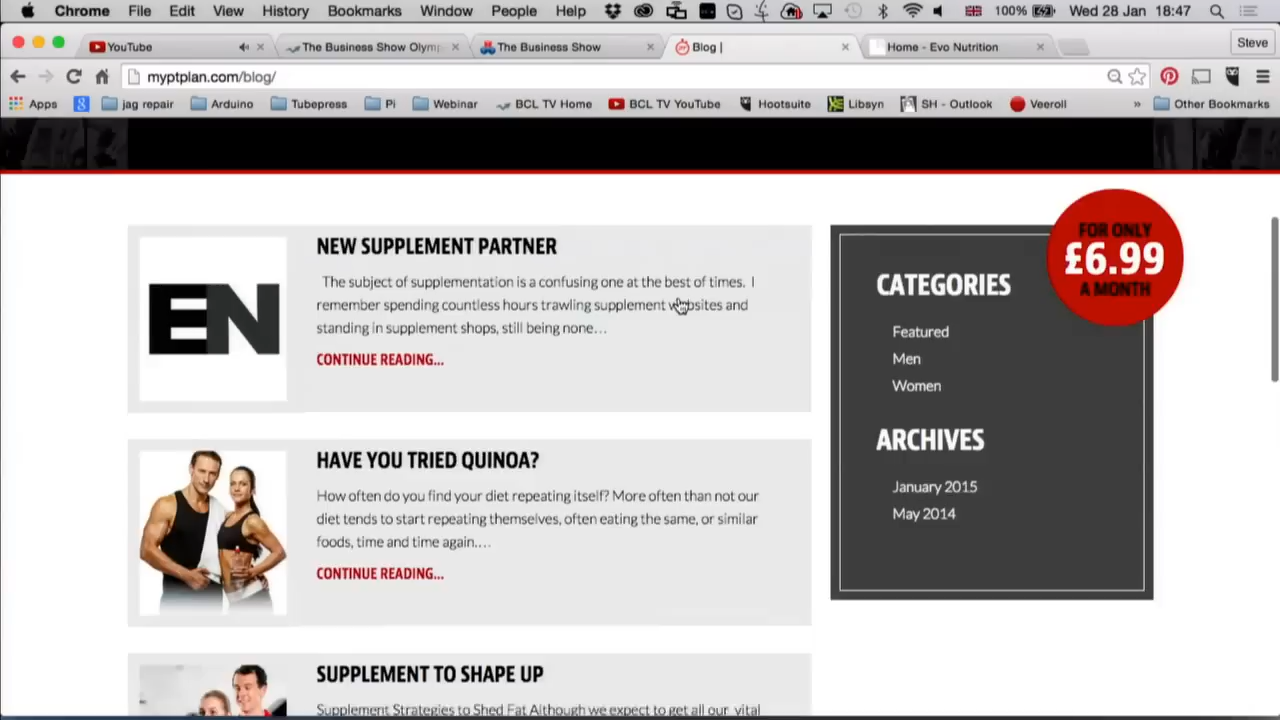 Chrome File Edit View History Bookmarks Window People Help 100% Wed 28 Jan 18:47
YouTube The Business Show Olymp The Business Show Blog | Home - Evo Nutrition Steve
myptplan.com/blog/
Apps jag repair Arduino Tubepress Pi Webinar BCL TV Home BCL TV YouTube Hootsuite Libsyn SH - Outlook Veeroll » Other Bookmarks
FOR ONLY
£6.99
A MONTH
EN
NEW SUPPLEMENT PARTNER
The subject of supplementation is a confusing one at the best of times. I
remember spending countless hours trawling supplement websites and
standing in supplement shops, still being none...
CONTINUE READING...
HAVE YOU TRIED QUINOA?
How often do you find your diet repeating itself? More often than not our
diet tends to start repeating themselves, often eating the same, or similar
foods, time and time again....
CONTINUE READING...
SUPPLEMENT TO SHAPE UP
Supplement Strategies to Shed Fat Although we expect to get all our vital
CATEGORIES
Featured
Men
Women
ARCHIVES
January 2015
May 2014